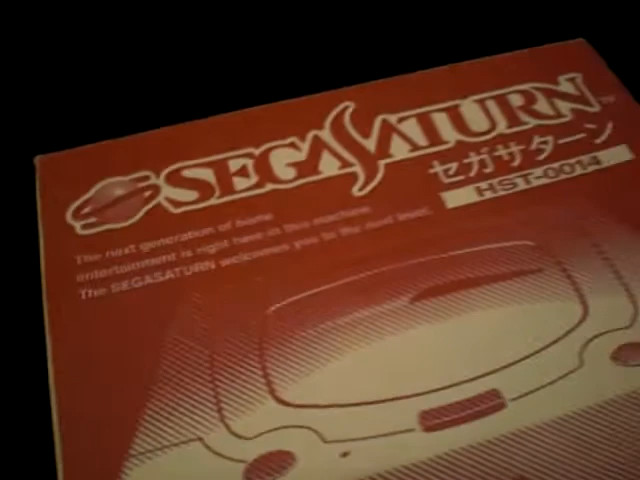 SEGASATURN™
セガサターン
HST-0014
The next generation of home
entertainment is right here in this machine.
The SEGASATURN welcomes you to the next level.